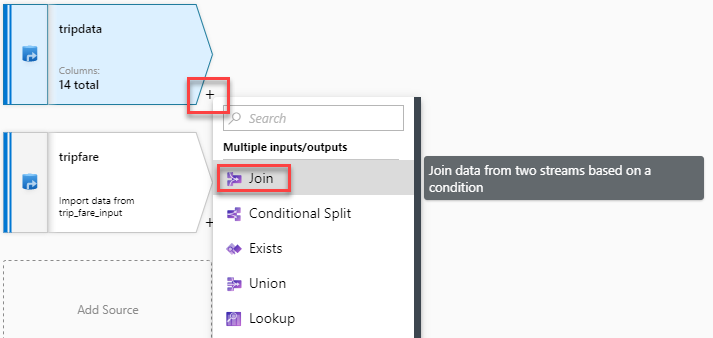 tripdata
Columns:
14 total
+
Search
Multiple inputs/outputs
Join
Join data from two streams based on a
condition
tripfare
Import data from
trip_fare_input
+
Conditional Split
Exists
Union
Lookup
Add Source